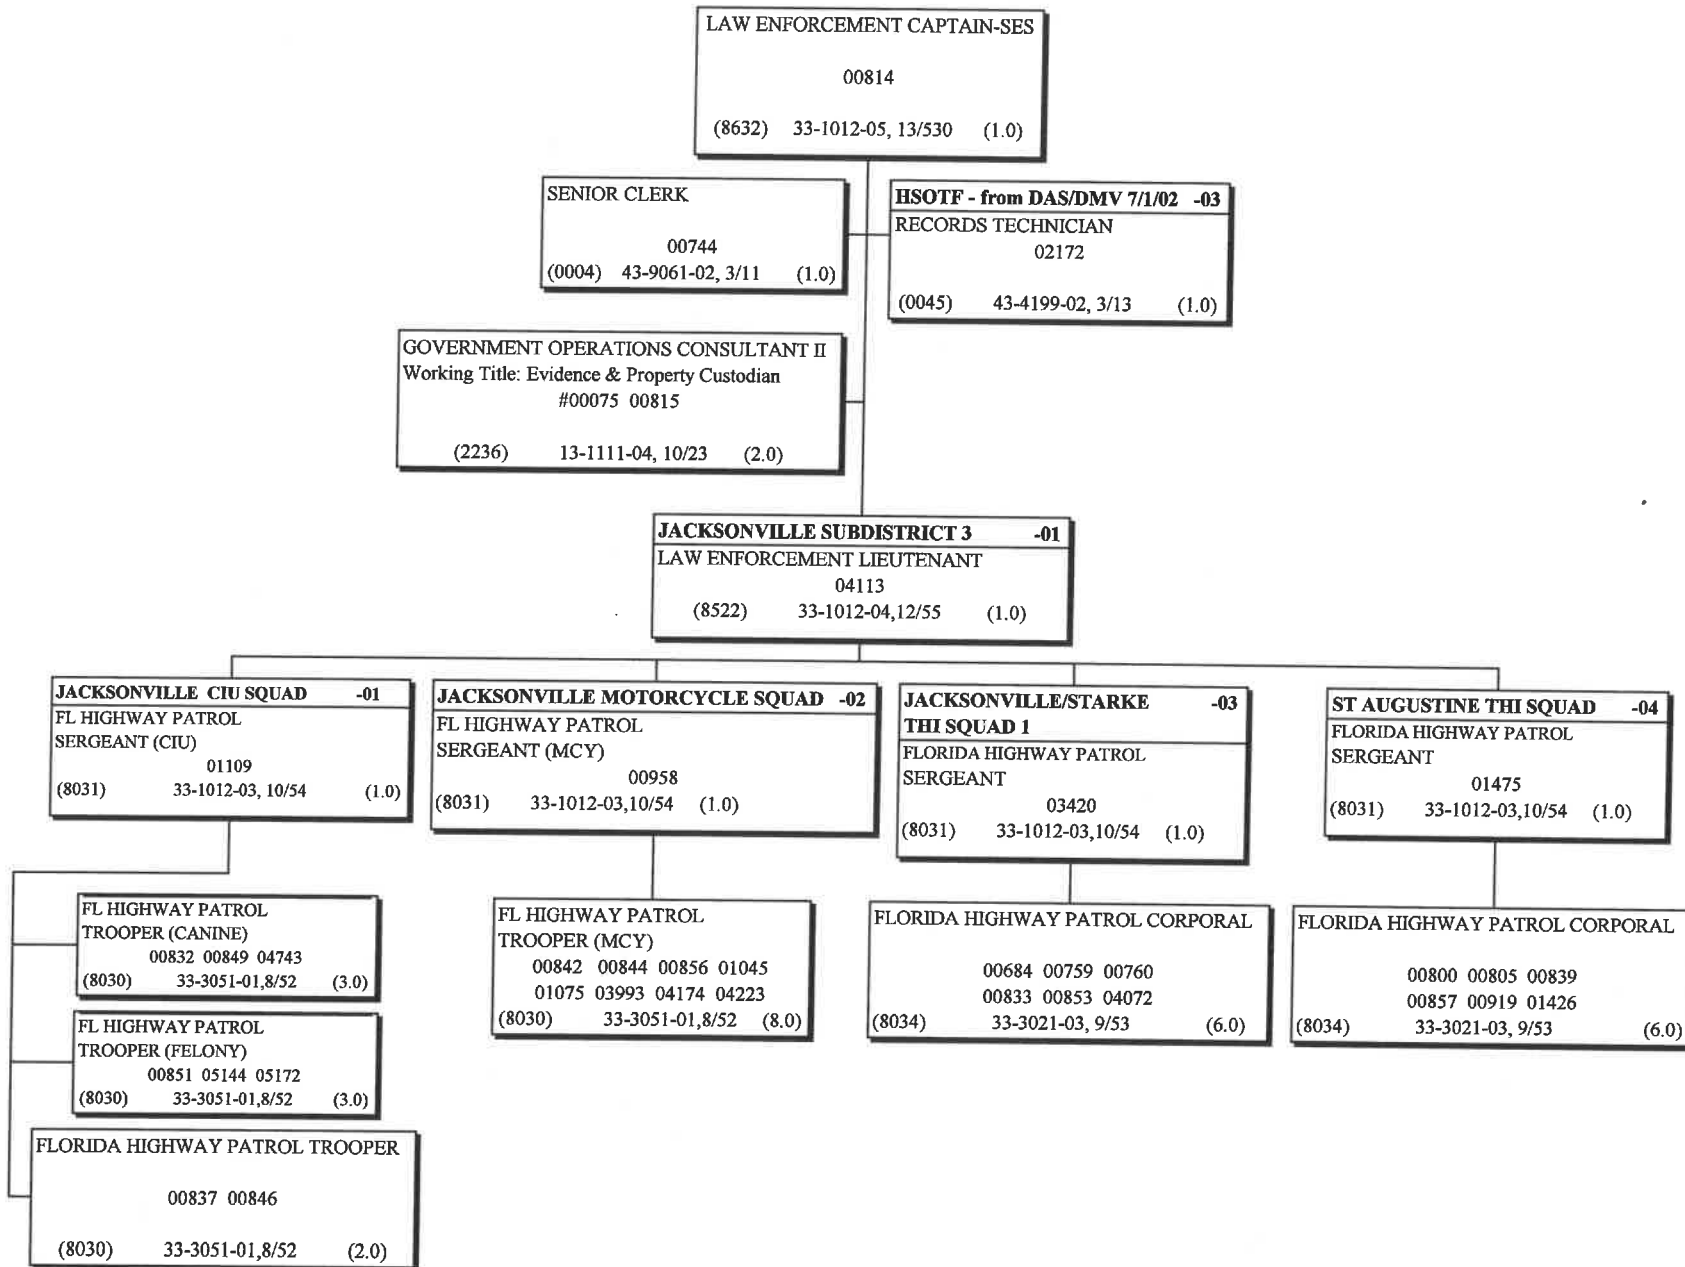 LAW ENFORCEMENT CAPTAIN-SES
00814
(8632) 33-1012-05, 13/530 (1.0)
SENIOR CLERK
00744
(0004) 43-9061-02, 3/11 (1.0)
HSOTF - from DAS/DMV 7/1/02 -03
RECORDS TECHNICIAN
02172
(0045) 43-4199-02, 3/13 (1.0)
GOVERNMENT OPERATIONS CONSULTANT II
Working Title: Evidence & Property Custodian
#00075 00815
(2236) 13-1111-04, 10/23 (2.0)
JACKSONVILLE SUBDISTRICT 3 -01
LAW ENFORCEMENT LIEUTENANT
04113
(8522) 33-1012-04,12/55 (1.0)
JACKSONVILLE CIU SQUAD -01
FL HIGHWAY PATROL
SERGEANT (CIU)
01109
(8031) 33-1012-03, 10/54 (1.0)
FL HIGHWAY PATROL
TROOPER (CANINE)
00832 00849 04743
(8030) 33-3051-01,8/52 (3.0)
FL HIGHWAY PATROL
TROOPER (FELONY)
00851 05144 05172
(8030) 33-3051-01,8/52 (3.0)
FLORIDA HIGHWAY PATROL TROOPER
00837 00846
(8030) 33-3051-01,8/52 (2.0)
JACKSONVILLE MOTORCYCLE SQUAD -02
FL HIGHWAY PATROL
SERGEANT (MCY)
00958
(8031) 33-1012-03,10/54 (1.0)
FL HIGHWAY PATROL
TROOPER (MCY)
00842 00844 00856 01045
01075 03993 04174 04223
(8030) 33-3051-01,8/52 (8.0)
JACKSONVILLE/STARKE -03
THI SQUAD 1
FLORIDA HIGHWAY PATROL
SERGEANT
03420
(8031) 33-1012-03,10/54 (1.0)
FLORIDA HIGHWAY PATROL CORPORAL
00684 00759 00760
00833 00853 04072
(8034) 33-3021-03, 9/53 (6.0)
ST AUGUSTINE THI SQUAD -04
FLORIDA HIGHWAY PATROL
SERGEANT
01475
(8031) 33-1012-03,10/54 (1.0)
FLORIDA HIGHWAY PATROL CORPORAL
00800 00805 00839
00857 00919 01426
(8034) 33-3021-03, 9/53 (6.0)